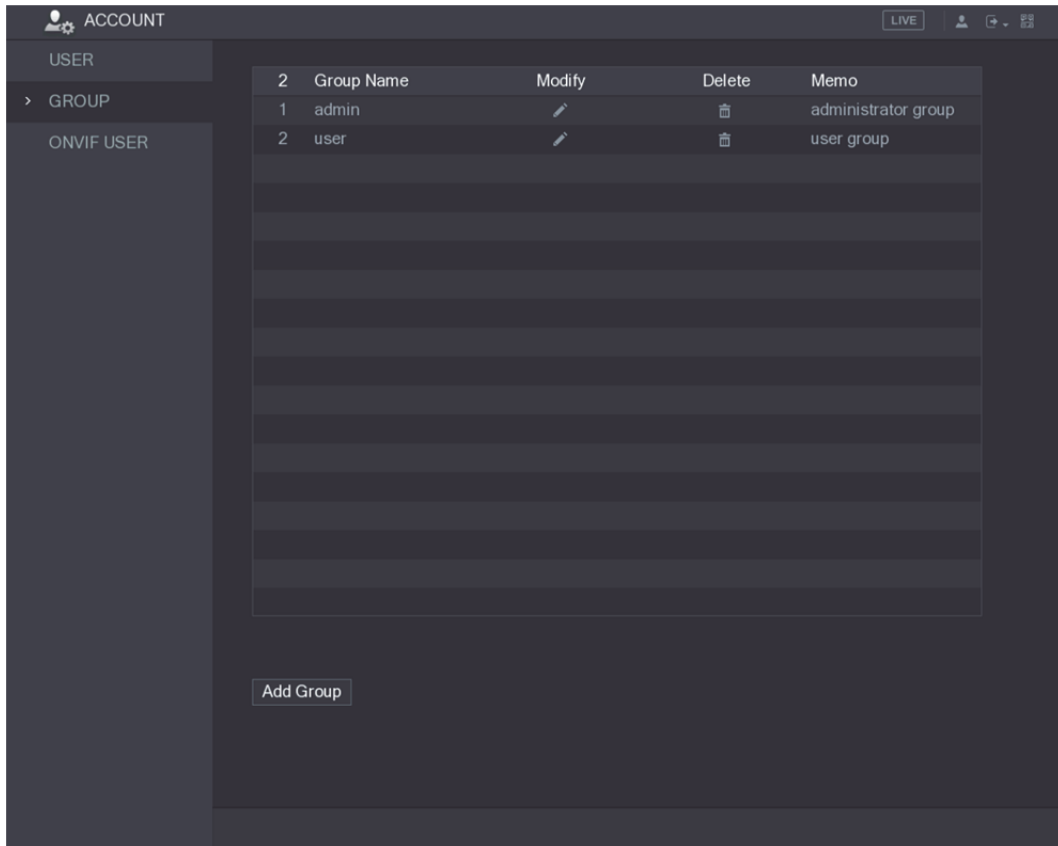 ACCOUNT LIVE
USER
GROUP
ONVIF USER
2 Group Name Modify Delete Memo
1 admin administrator group
2 user user group
Add Group